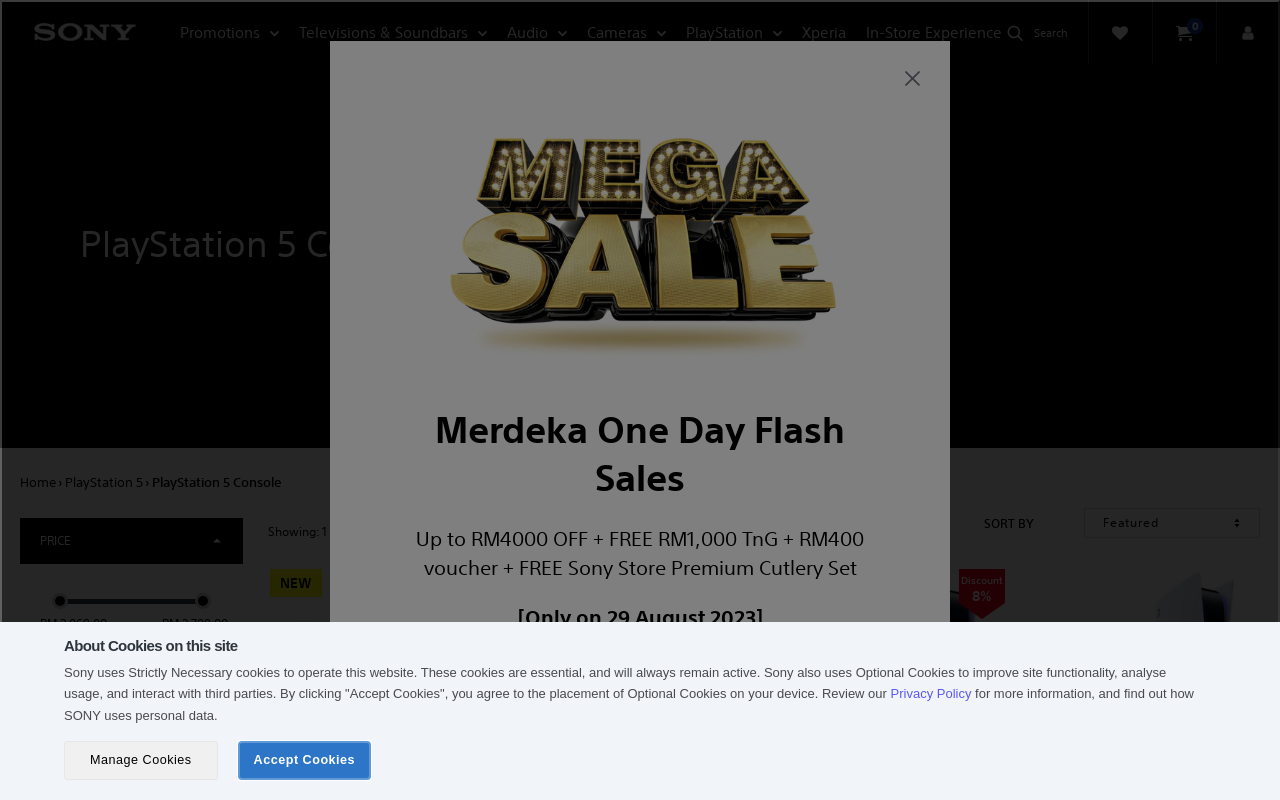 SONY
Promotions
Televisions & Soundbars
Audio
Cameras
PlayStation
Xperia
In-Store Experience
Search
0
PlayStation 5 Co
MEGA
SALE
Merdeka One Day Flash
Sales
Up to RM4000 OFF + FREE RM1,000 TnG + RM400
voucher + FREE Sony Store Premium Cutlery Set
[Only on 29 August 2023]
Home › PlayStation 5 › PlayStation 5 Console
PRICE
Showing: 1
SORT BY
Featured
NEW
Discount
8%
About Cookies on this site
Sony uses Strictly Necessary cookies to operate this website. These cookies are essential, and will always remain active. Sony also uses Optional Cookies to improve site functionality, analyse
usage, and interact with third parties. By clicking "Accept Cookies", you agree to the placement of Optional Cookies on your device. Review our Privacy Policy for more information, and find out how
SONY uses personal data.
Manage Cookies
Accept Cookies